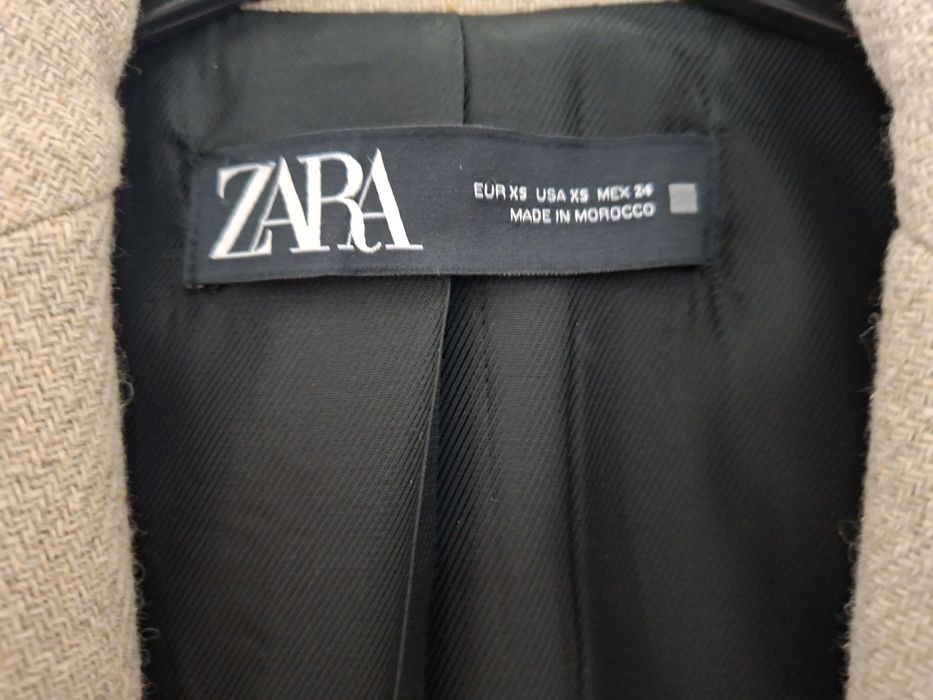 ZARA
EUR XS USA XS MEX 24
MADE IN MOROCCO